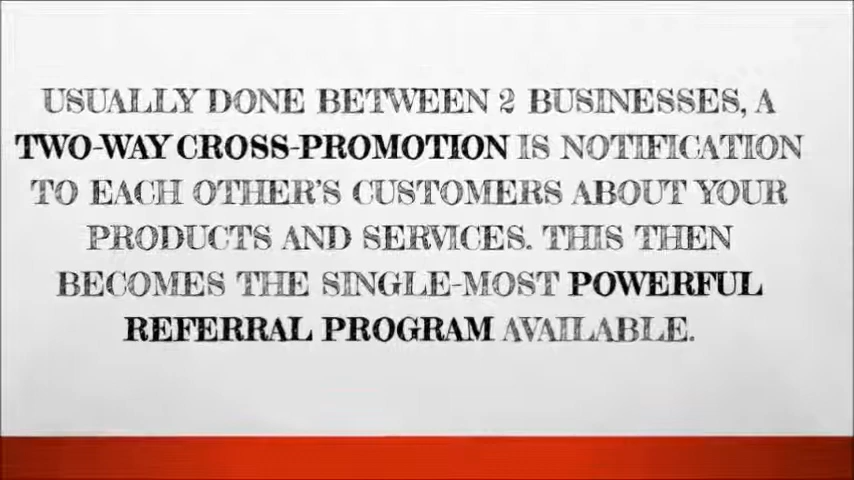 USUALLY DONE BETWEEN 2 BUSINESSES, A
TWO-WAY CROSS-PROMOTION IS NOTIFICATION
TO EACH OTHER'S CUSTOMERS ABOUT YOUR
PRODUCTS AND SERVICES. THIS THEN
BECOMES THE SINGLE-MOST POWERFUL
REFERRAL PROGRAM AVAILABLE.